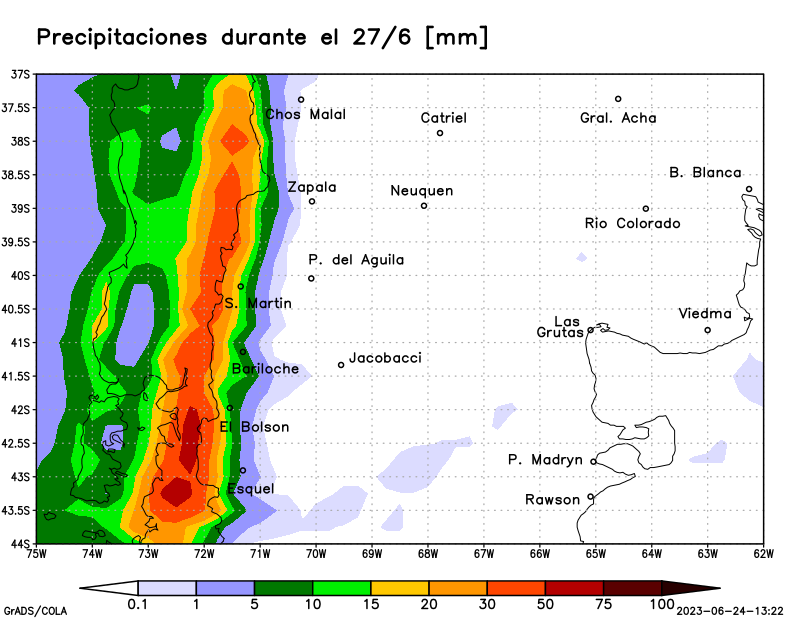 Precipitaciones durante el 27/6 [mm]
37S
37.5S
38S
38.5S
39S
39.5S
40S
40.5S
41S
41.5S
42S
42.5S
43S
43.5S
44S
Chos Malal
Catriel
Gral. Acha
B. Blanca
Zapala
Neuquen
Rio Colorado
P. del Aguila
S. Martin
Viedma
Las
Grutas
Jacobacci
Bariloche
El Bolson
P. Madryn
Esquel
Rawson
75W 74W 73W 72W 71W 70W 69W 68W 67W 66W 65W 64W 63W 62W
0.1 1 5 10 15 20 30 50 75 100
GrADS/COLA
2023-06-24-13:22